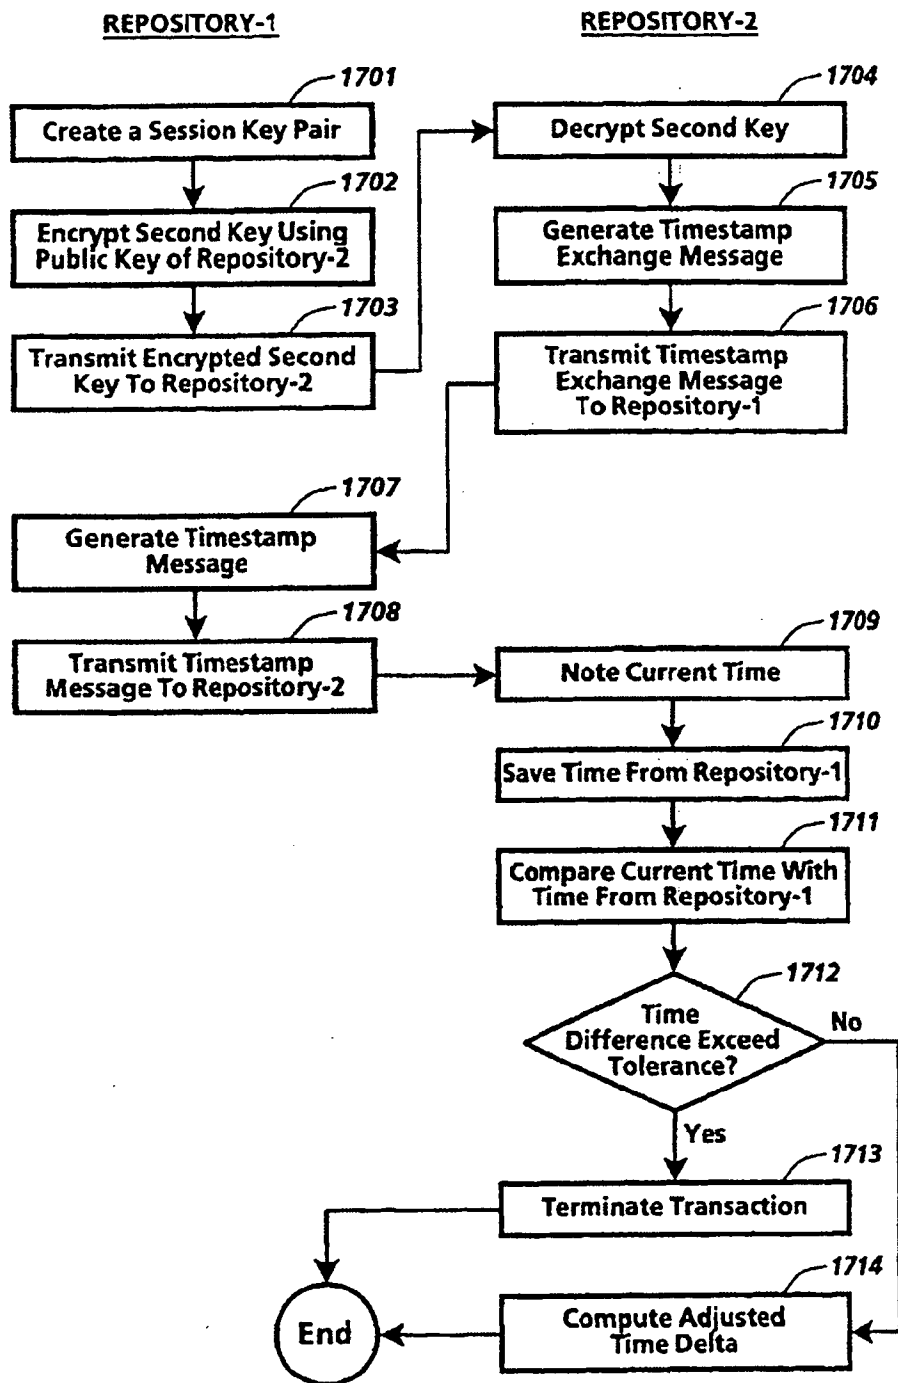 REPOSITORY-1
REPOSITORY-2
1701
Create a Session Key Pair
1702
Encrypt Second Key Using
Public Key of Repository-2
1703
Transmit Encrypted Second
Key To Repository-2
1704
Decrypt Second Key
1705
Generate Timestamp
Exchange Message
1706
Transmit Timestamp
Exchange Message
To Repository-1
1707
Generate Timestamp
Message
1708
Transmit Timestamp
Message To Repository-2
1709
Note Current Time
1710
Save Time From Repository-1
1711
Compare Current Time With
Time From Repository-1
1712
Time
Difference Exceed
Tolerance?
No
Yes
1713
Terminate Transaction
1714
Compute Adjusted
Time Delta
End